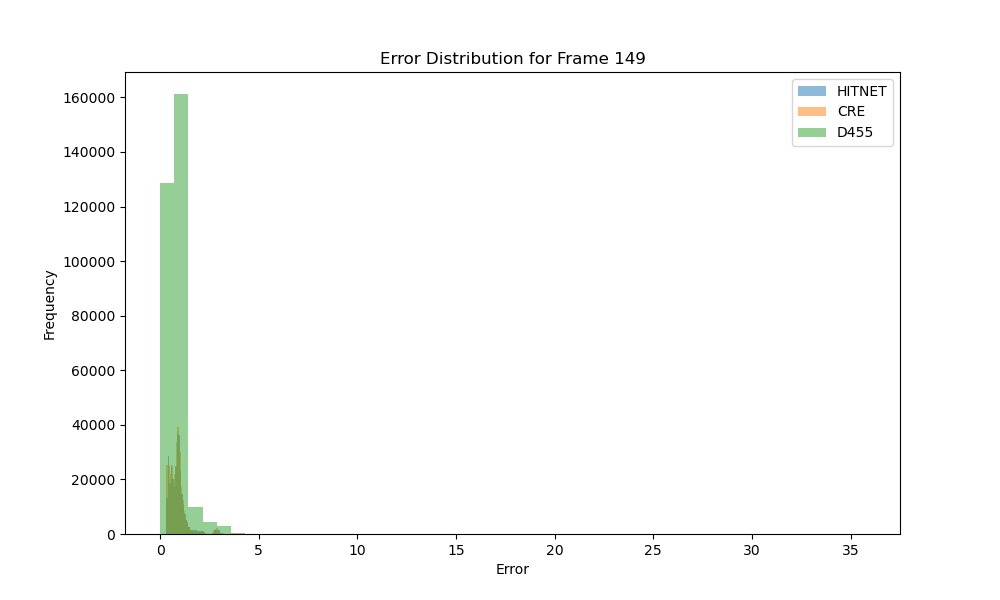 Error Distribution for Frame 149
HITNET
CRE
D455
160000
140000
120000
100000
80000
60000
40000
20000
0
Frequency
0 5 10 15 20 25 30 35
Error